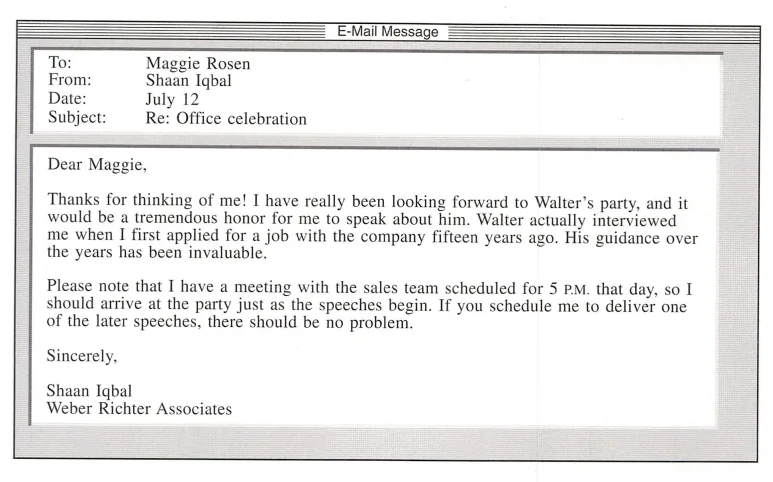 E-Mail Message
To: Maggie Rosen
From: Shaan Iqbal
Date: July 12
Subject: Re: Office celebration
Dear Maggie,
Thanks for thinking of me! I have really been looking forward to Walter's party, and it
would be a tremendous honor for me to speak about him. Walter actually interviewed
me when I first applied for a job with the company fifteen years ago. His guidance over
the years has been invaluable.
Please note that I have a meeting with the sales team scheduled for 5 P.M. that day, so I
should arrive at the party just as the speeches begin. If you schedule me to deliver one
of the later speeches, there should be no problem.
Sincerely,
Shaan Iqbal
Weber Richter Associates